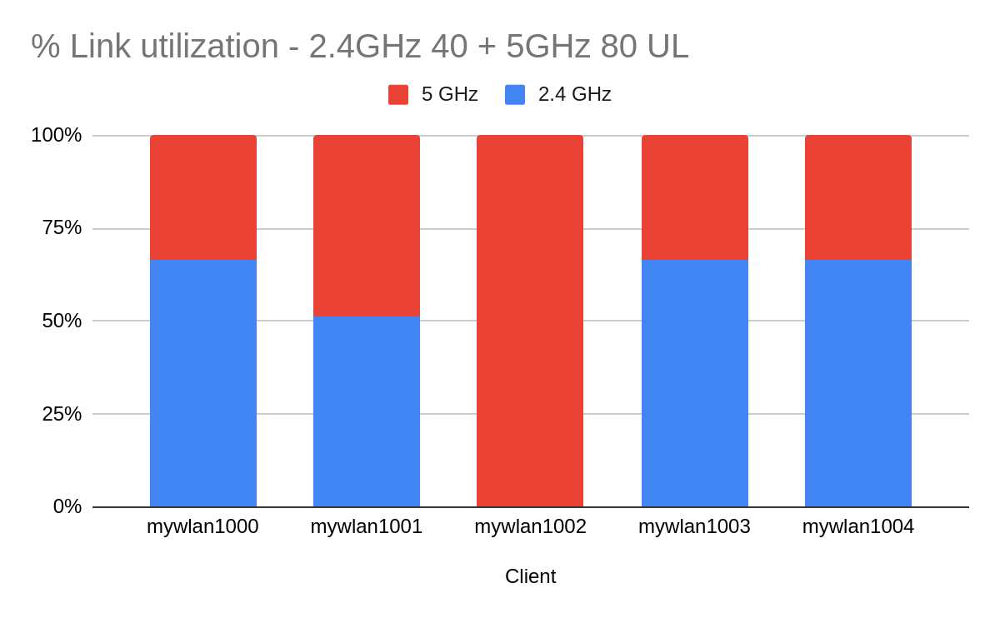 % Link utilization - 2.4GHz 40 + 5GHz 80 UL
5 GHz 2.4 GHz
100%
75%
50%
25%
0%
mywlan1000 mywlan1001 mywlan1002 mywlan1003 mywlan1004
Client